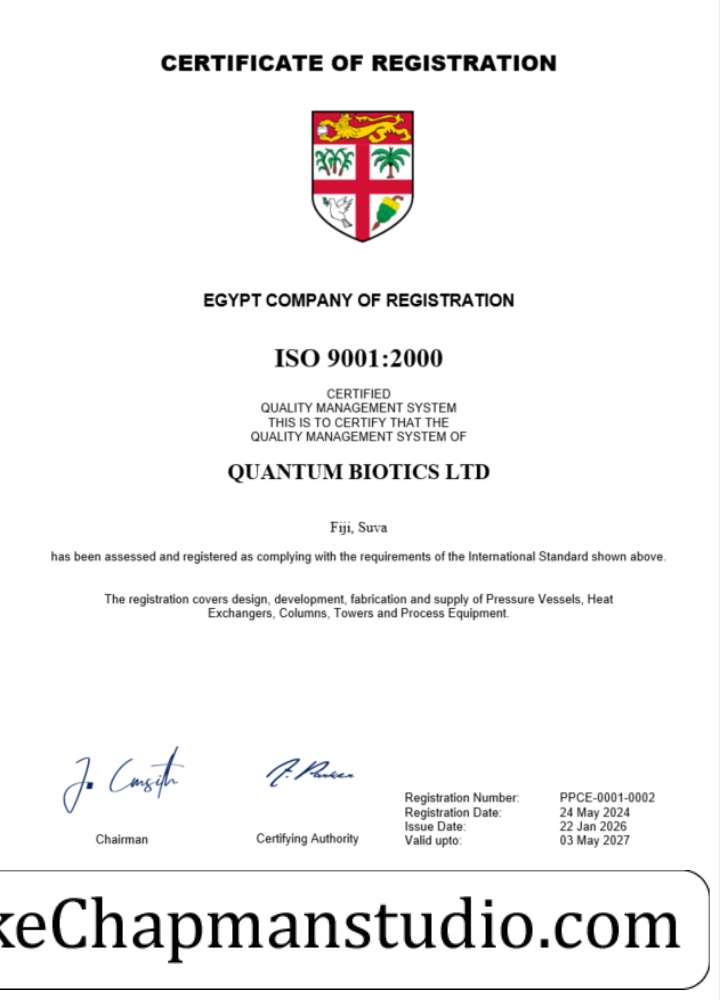 CERTIFICATE OF REGISTRATION
EGYPT COMPANY OF REGISTRATION
ISO 9001:2000
CERTIFIED
QUALITY MANAGEMENT SYSTEM
THIS IS TO CERTIFY THAT THE
QUALITY MANAGEMENT SYSTEM OF
QUANTUM BIOTICS LTD
Fiji, Suva
has been assessed and registered as complying with the requirements of the International Standard shown above.
The registration covers design, development, fabrication and supply of Pressure Vessels, Heat
Exchangers, Columns, Towers and Process Equipment.
Chairman
Certifying Authority
Registration Number: PPCE-0001-0002
Registration Date: 24 May 2024
Issue Date: 22 Jan 2026
Valid upto: 03 May 2027
keChapmanstudio.com